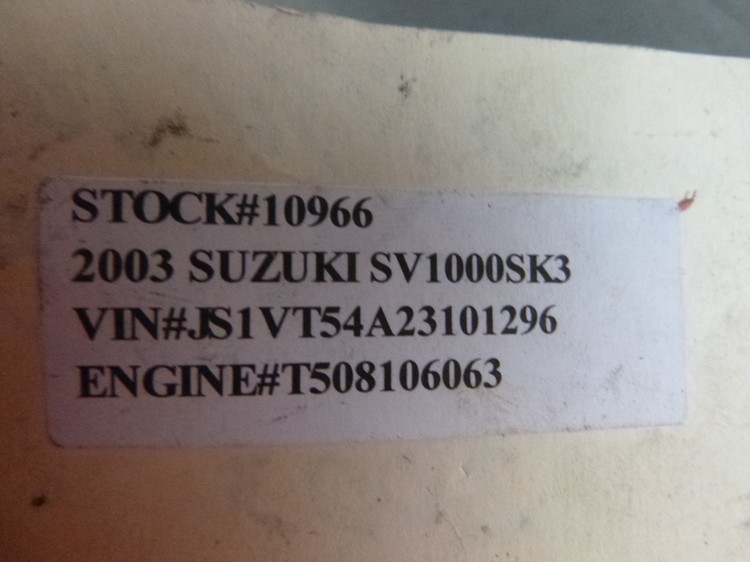 STOCK#10966
2003 SUZUKI SV1000SK3
VIN#JS1VT54A23101296
ENGINE#T508106063